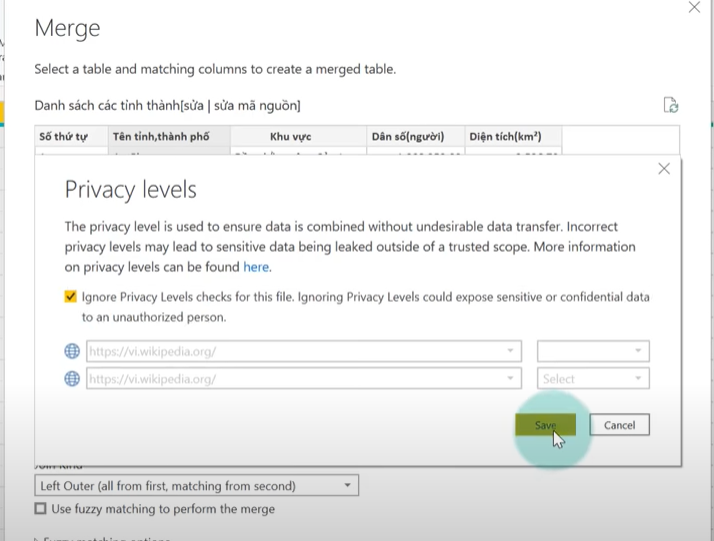 Merge
Select a table and matching columns to create a merged table.
Danh sách các tỉnh thành[sửa | sửa mã nguồn]
Số thứ tự Tên tỉnh,thành phố Khu vực Dân số(người) Diện tích(km²)
Privacy levels
The privacy level is used to ensure data is combined without undesirable data transfer. Incorrect
privacy levels may lead to sensitive data being leaked outside of a trusted scope. More information
on privacy levels can be found here.
Ignore Privacy Levels checks for this file. Ignoring Privacy Levels could expose sensitive or confidential data
to an unauthorized person.
https://vi.wikipedia.org/
https://vi.wikipedia.org/ Select
Save Cancel
Left Outer (all from first, matching from second)
Use fuzzy matching to perform the merge